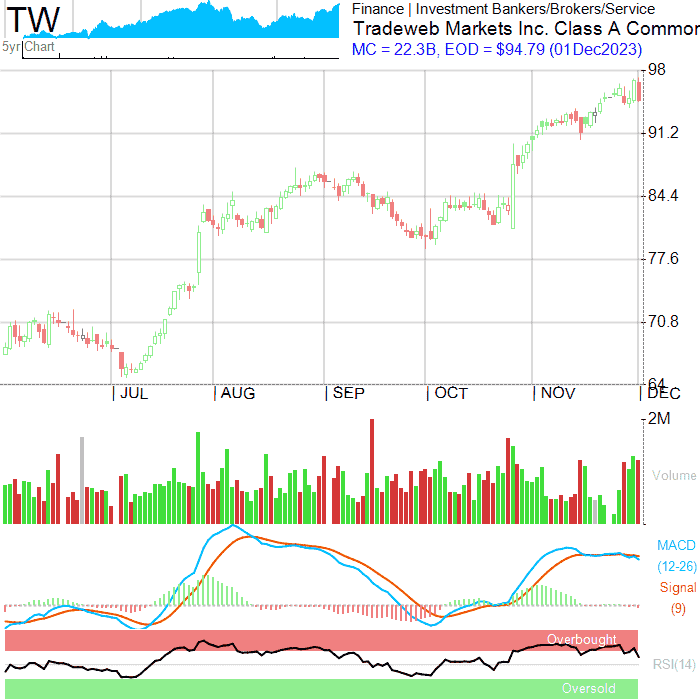 TW
Finance | Investment Bankers/Brokers/Service
Tradeweb Markets Inc. Class A Common
MC = 22.3B, EOD = $94.79 (01Dec2023)
5yr Chart
98
91.2
84.4
77.6
70.8
64
JUL AUG SEP OCT NOV DEC
2M
Volume
MACD
(12-26)
Signal
(9)
Overbought
RSI(14)
Oversold